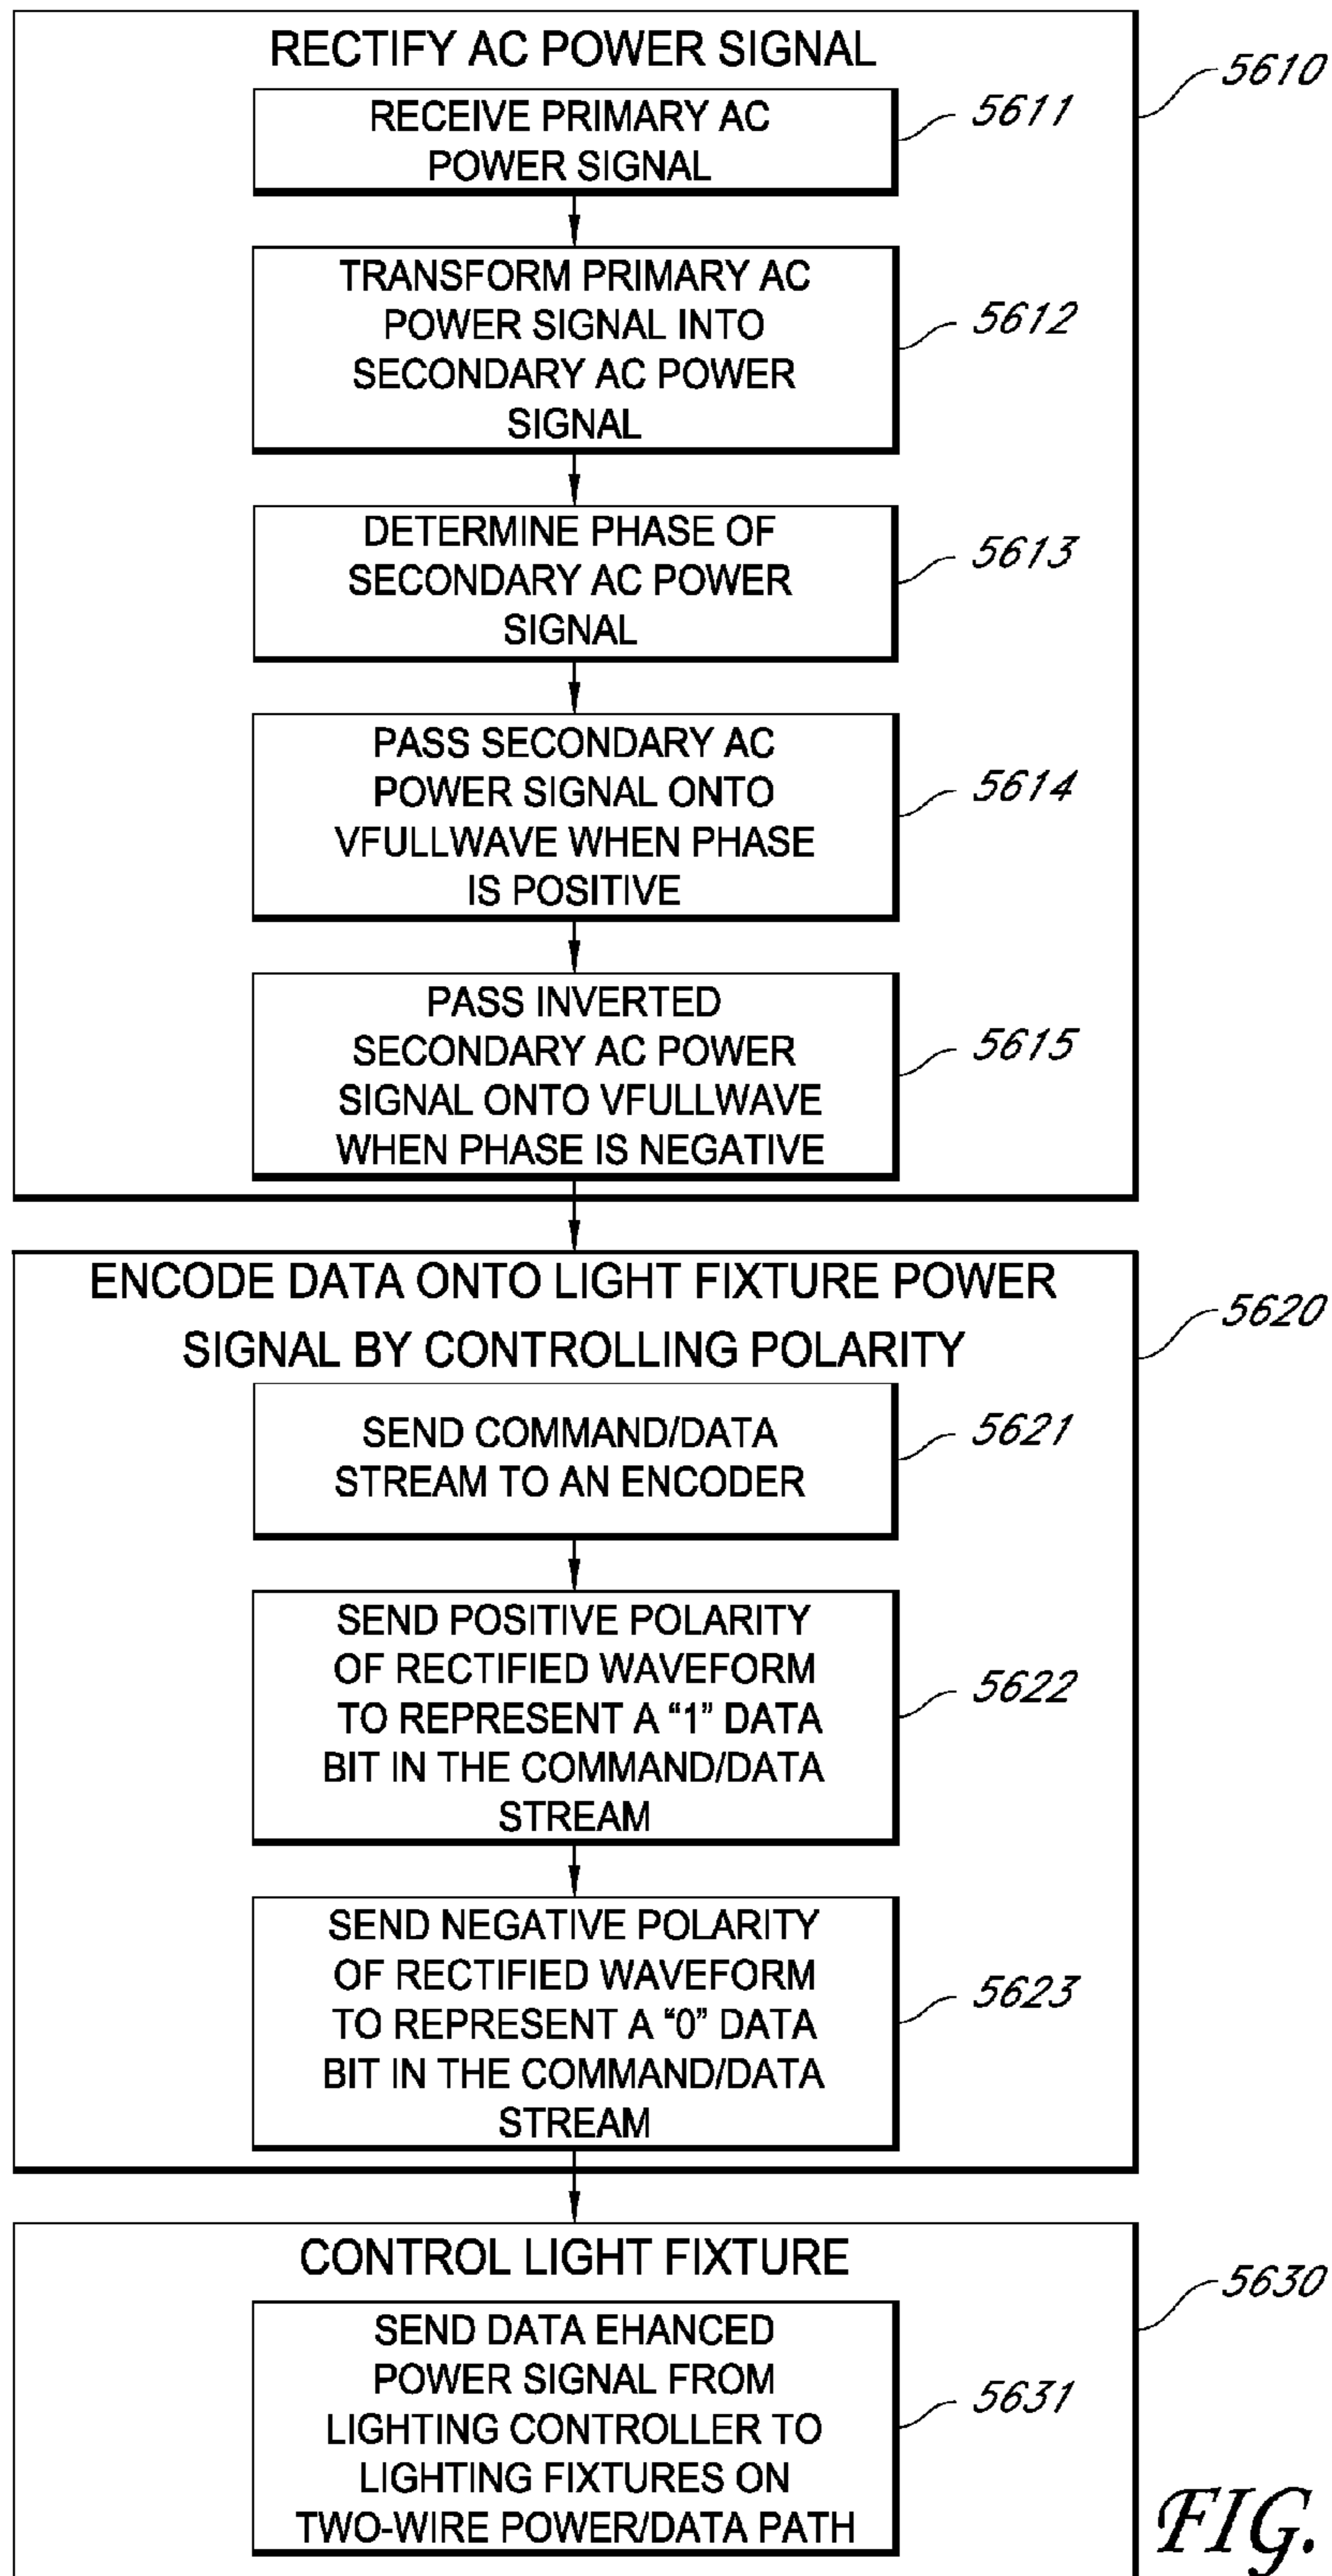 RECTIFY AC POWER SIGNAL
5610
RECEIVE PRIMARY AC
POWER SIGNAL
5611
TRANSFORM PRIMARY AC
POWER SIGNAL INTO
SECONDARY AC POWER
SIGNAL
5612
DETERMINE PHASE OF
SECONDARY AC POWER
SIGNAL
5613
PASS SECONDARY AC
POWER SIGNAL ONTO
VFULLWAVE WHEN PHASE
IS POSITIVE
5614
PASS INVERTED
SECONDARY AC POWER
SIGNAL ONTO VFULLWAVE
WHEN PHASE IS NEGATIVE
5615
ENCODE DATA ONTO LIGHT FIXTURE POWER
SIGNAL BY CONTROLLING POLARITY
5620
SEND COMMAND/DATA
STREAM TO AN ENCODER
5621
SEND POSITIVE POLARITY
OF RECTIFIED WAVEFORM
TO REPRESENT A “1” DATA
BIT IN THE COMMAND/DATA
STREAM
5622
SEND NEGATIVE POLARITY
OF RECTIFIED WAVEFORM
TO REPRESENT A “0” DATA
BIT IN THE COMMAND/DATA
STREAM
5623
CONTROL LIGHT FIXTURE
5630
SEND DATA EHANCED
POWER SIGNAL FROM
LIGHTING CONTROLLER TO
LIGHTING FIXTURES ON
TWO-WIRE POWER/DATA PATH
5631
FIG.